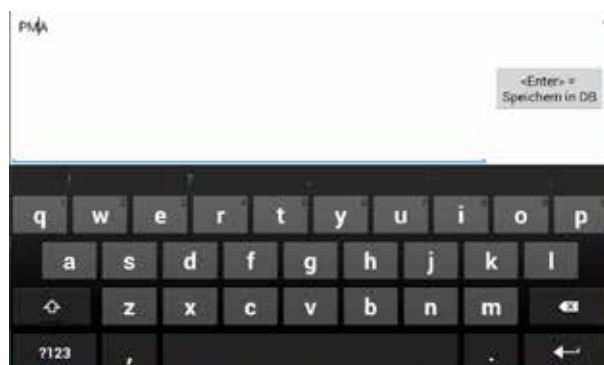 PMA
<Enter> =
Speichern in DB
! ? ,
q w e r t y u i o p
a s d f g h j k l
z x c v b n m
?123 , .